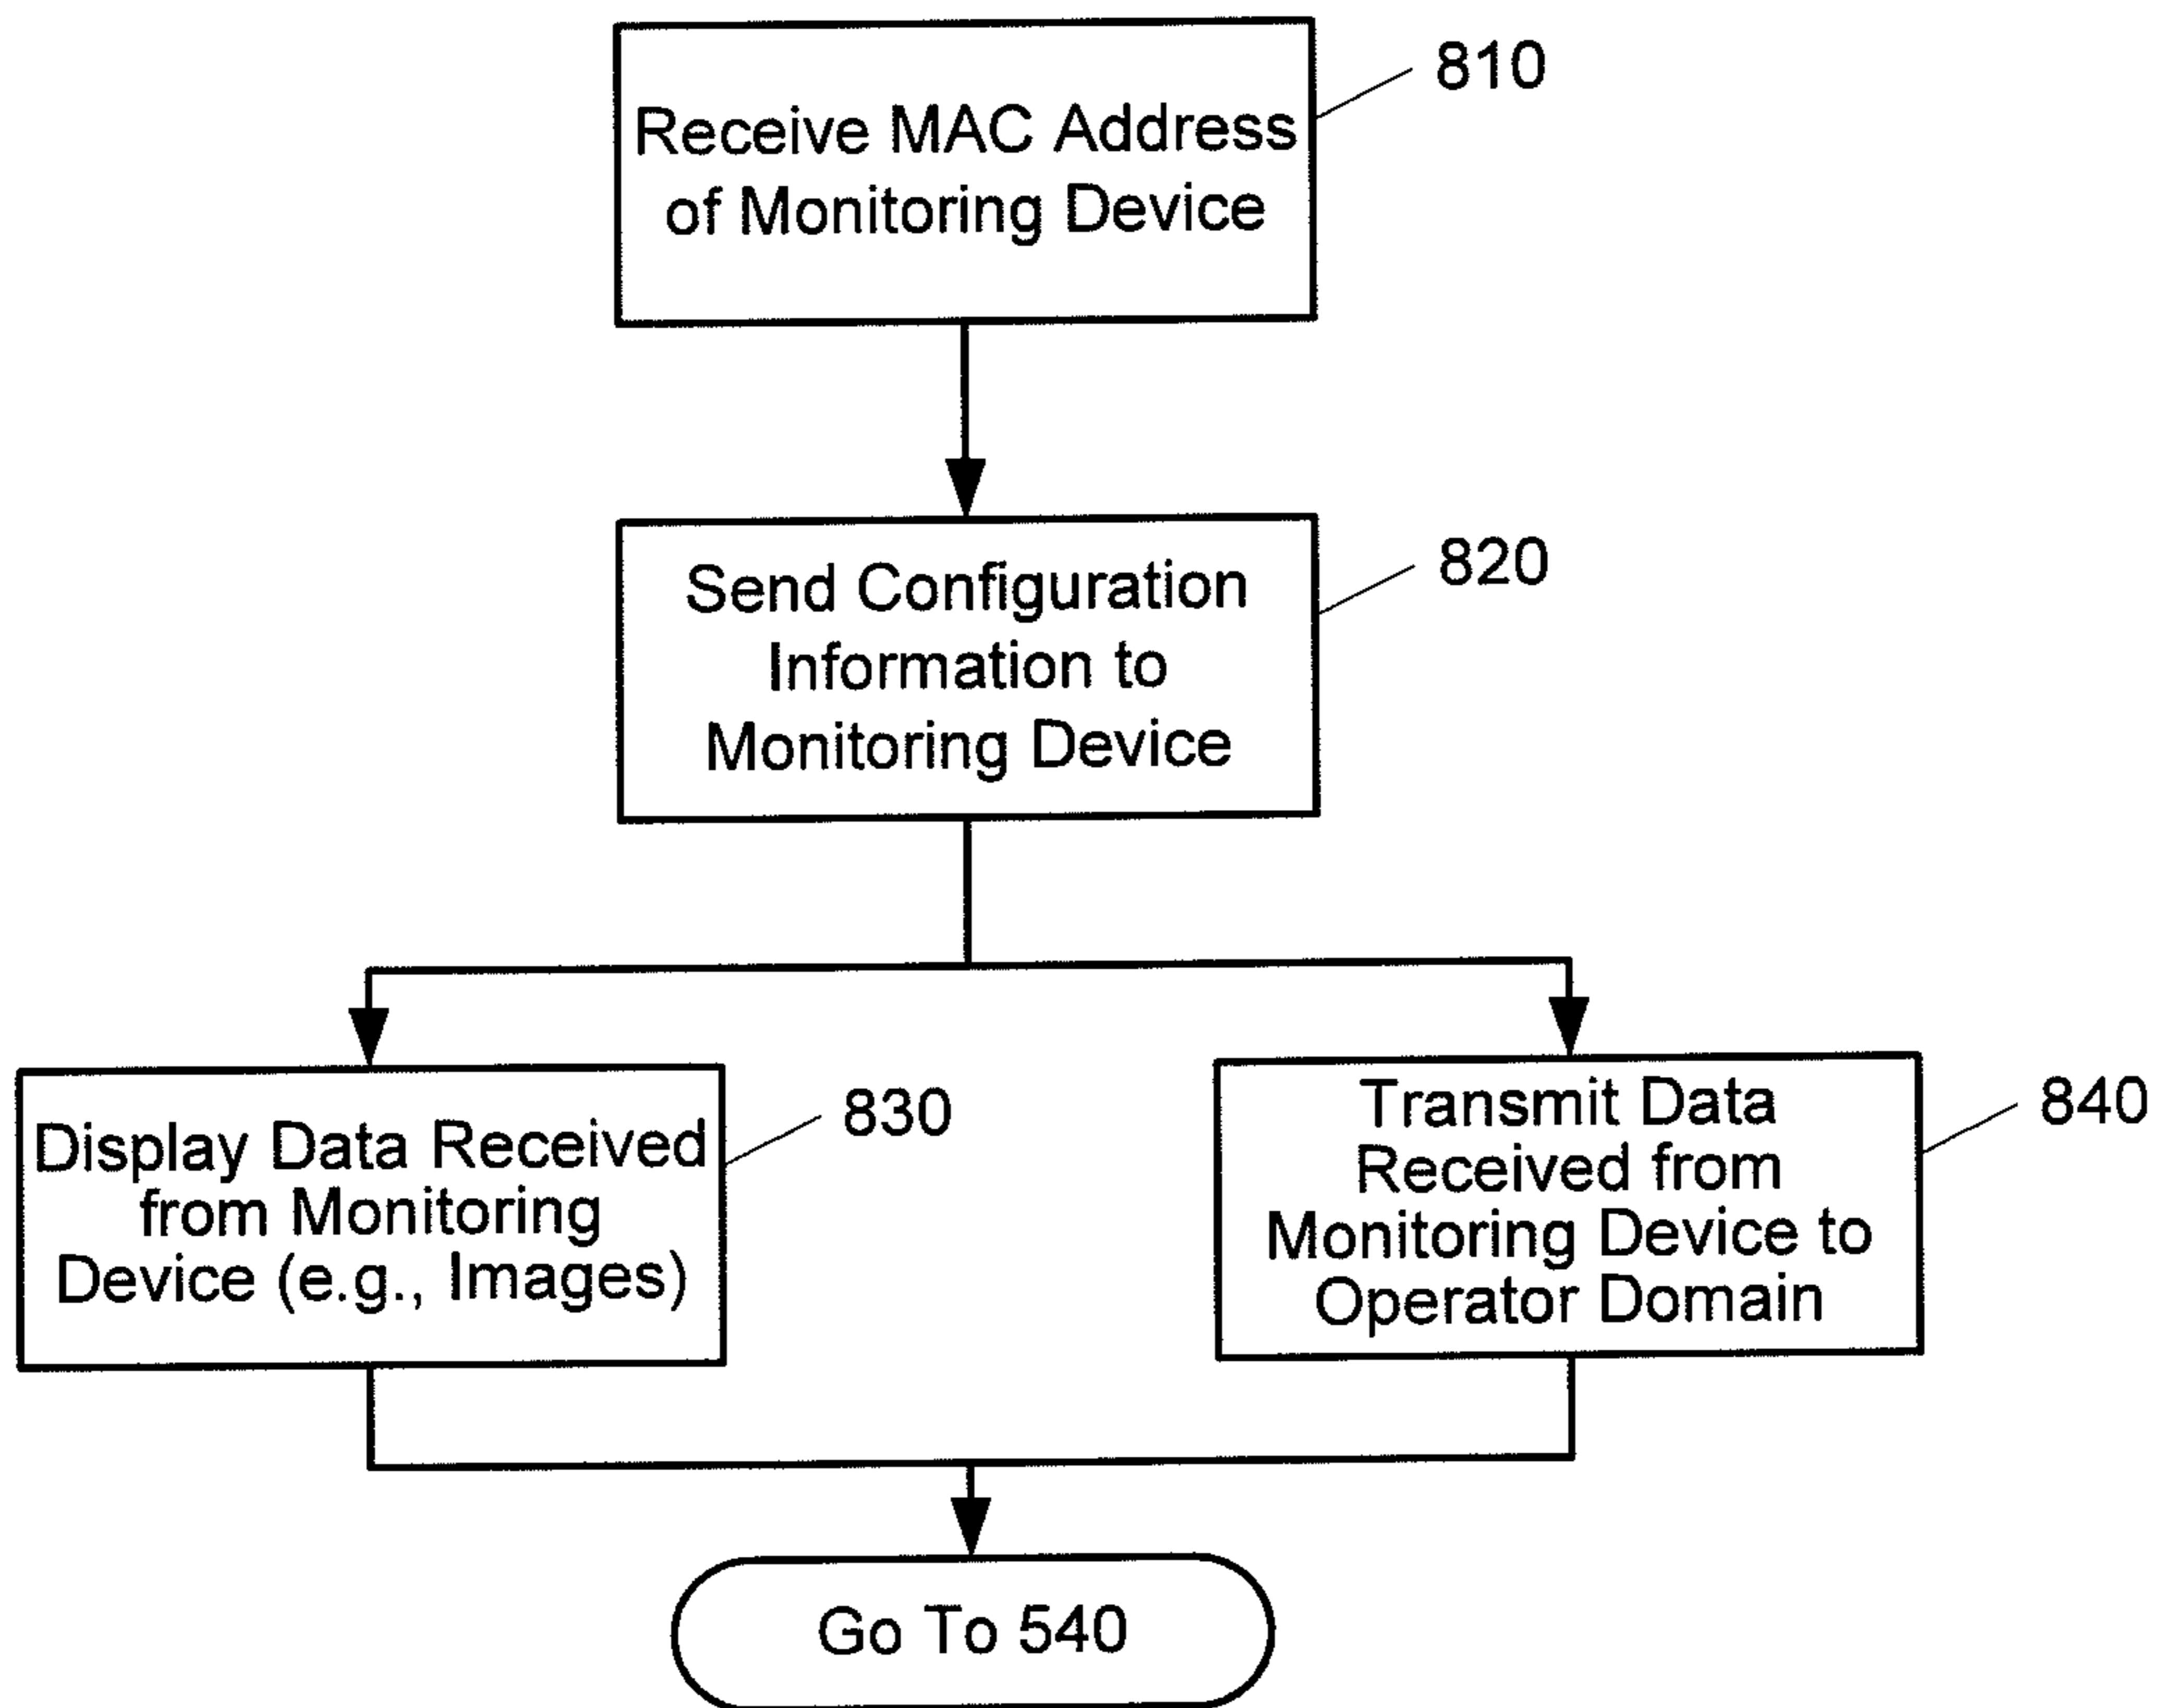 Receive MAC Address
of Monitoring Device
810
Send Configuration
Information to
Monitoring Device
820
Display Data Received
from Monitoring
Device (e.g., Images)
830
Transmit Data
Received from
Monitoring Device to
Operator Domain
840
Go To 540